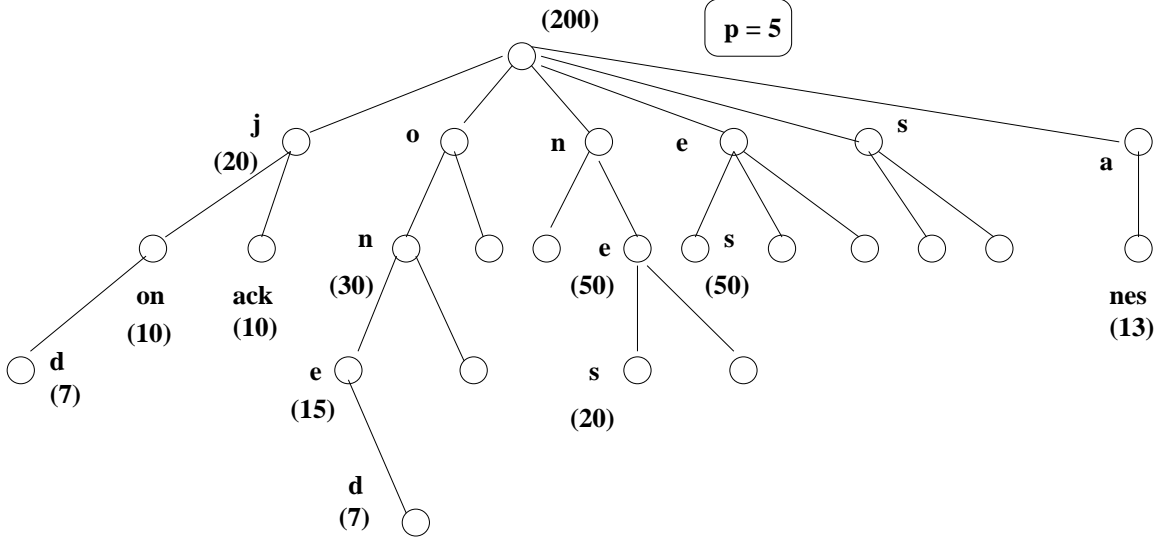 (200)
p = 5
j
(20)
o
n
e
s
a
n
(30)
e
(50)
s
(50)
on
(10)
ack
(10)
nes
(13)
d
(7)
e
(15)
s
(20)
d
(7)